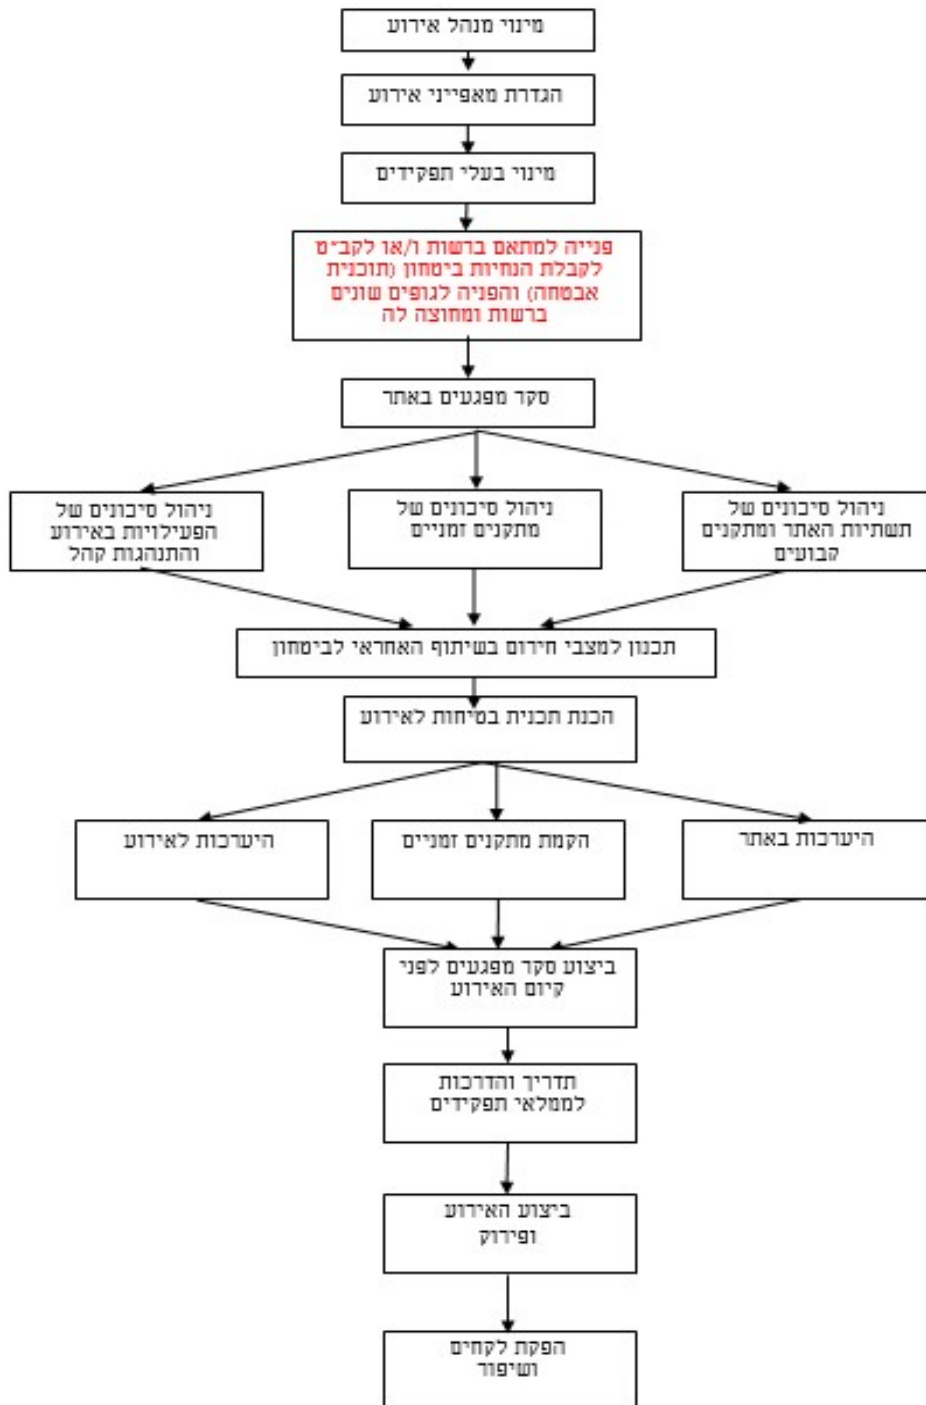 מינוי מנהל אירוע
הגדרת מאפייני אירוע
מינוי בעלי תפקידים
פנייה למתאם ברשות ו/או לקב"ט
לקבלת הנחיות ביטחון (תוכנית
אבטחה) והפניה לגופים שונים
ברשות ומחוצה לה
סקר מפגעים באתר
ניהול סיכונים של
תשתיות האתר ומתקנים
קבועים
ניהול סיכונים של
מתקנים זמניים
ניהול סיכונים של
הפעילויות באירוע
והתנהגות קהל
תכנון למצבי חירום בשיתוף האחראי לביטחון
הכנת תכנית בטיחות לאירוע
היערכות באתר
הקמת מתקנים זמניים
היערכות לאירוע
ביצוע סקר מפגעים לפני
קיום האירוע
תדריך והדרכות
לממלאי תפקידים
ביצוע האירוע
ופירוק
הפקת לקחים
ושיפור